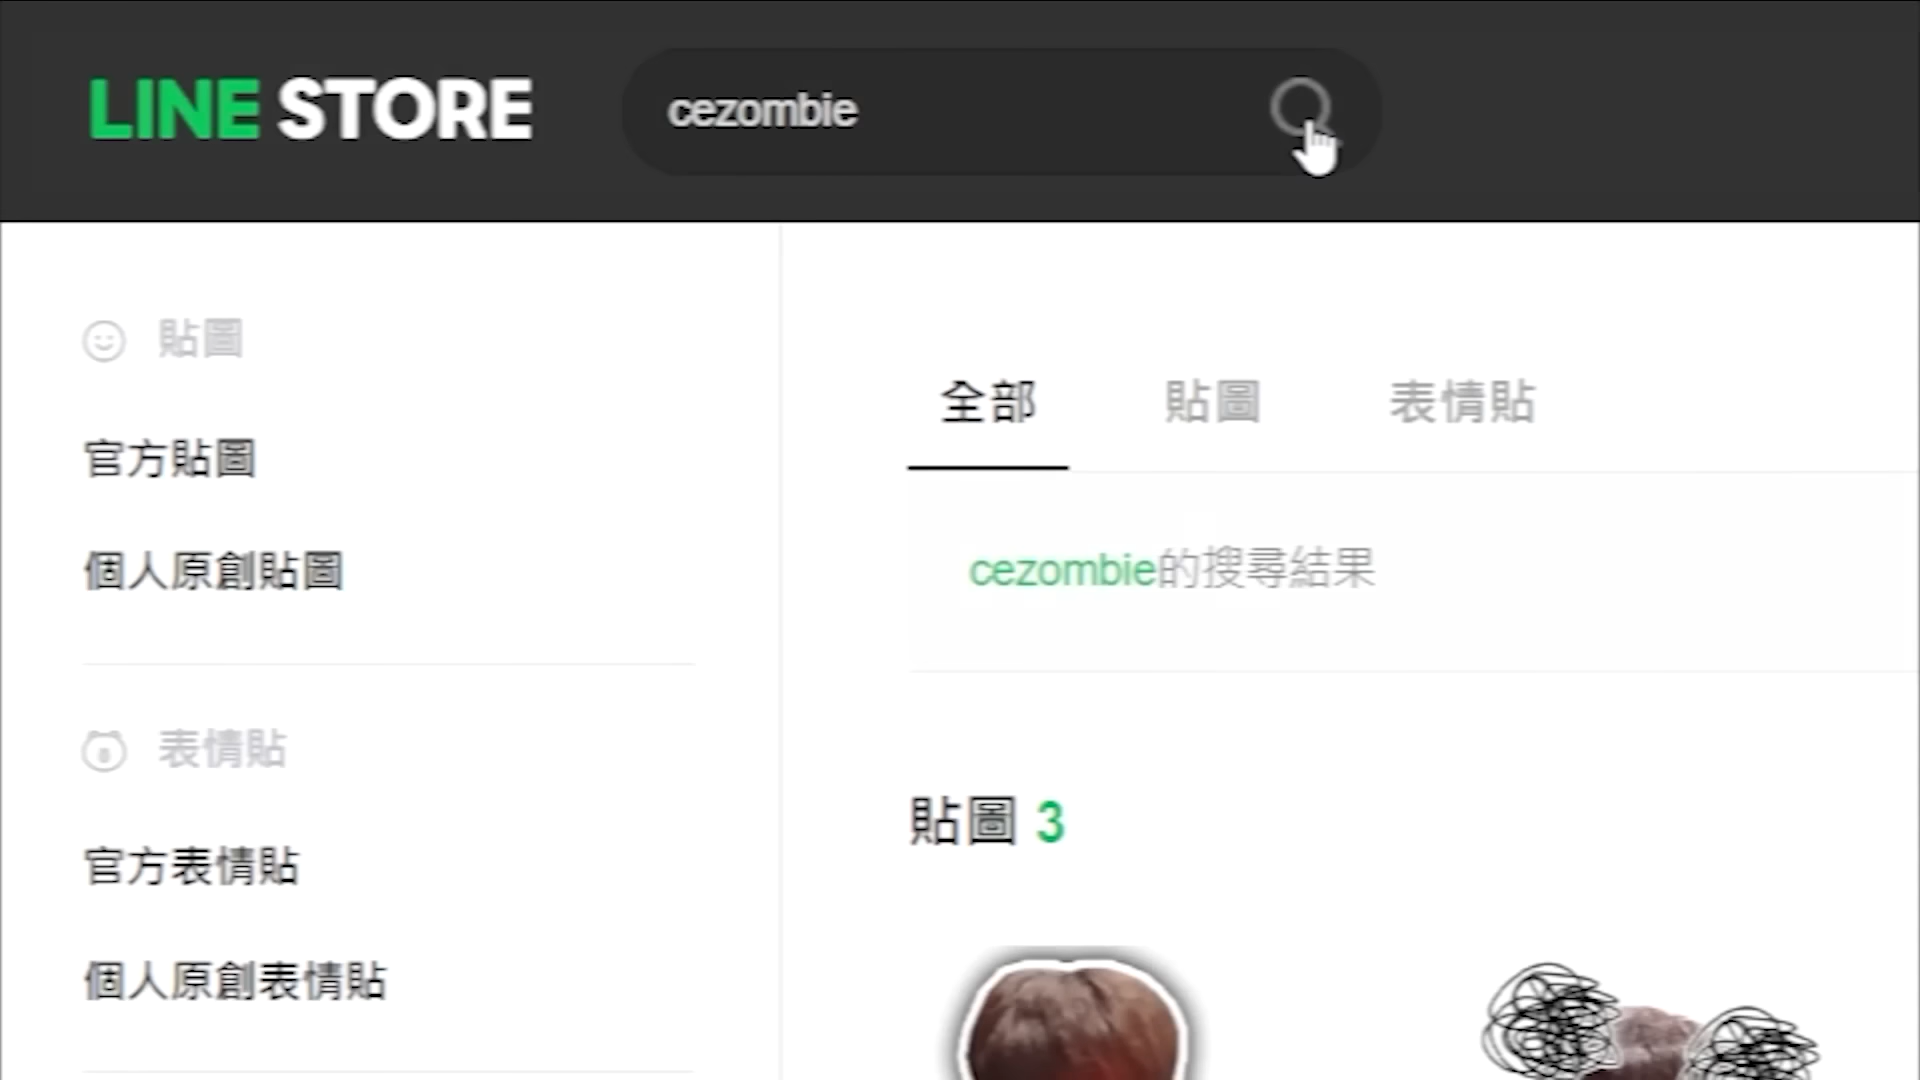 LINE STORE
cezombie
貼圖
官方貼圖
個人原創貼圖
表情貼
官方表情貼
個人原創表情貼
全部
貼圖
表情貼
cezombie的搜尋結果
貼圖 3